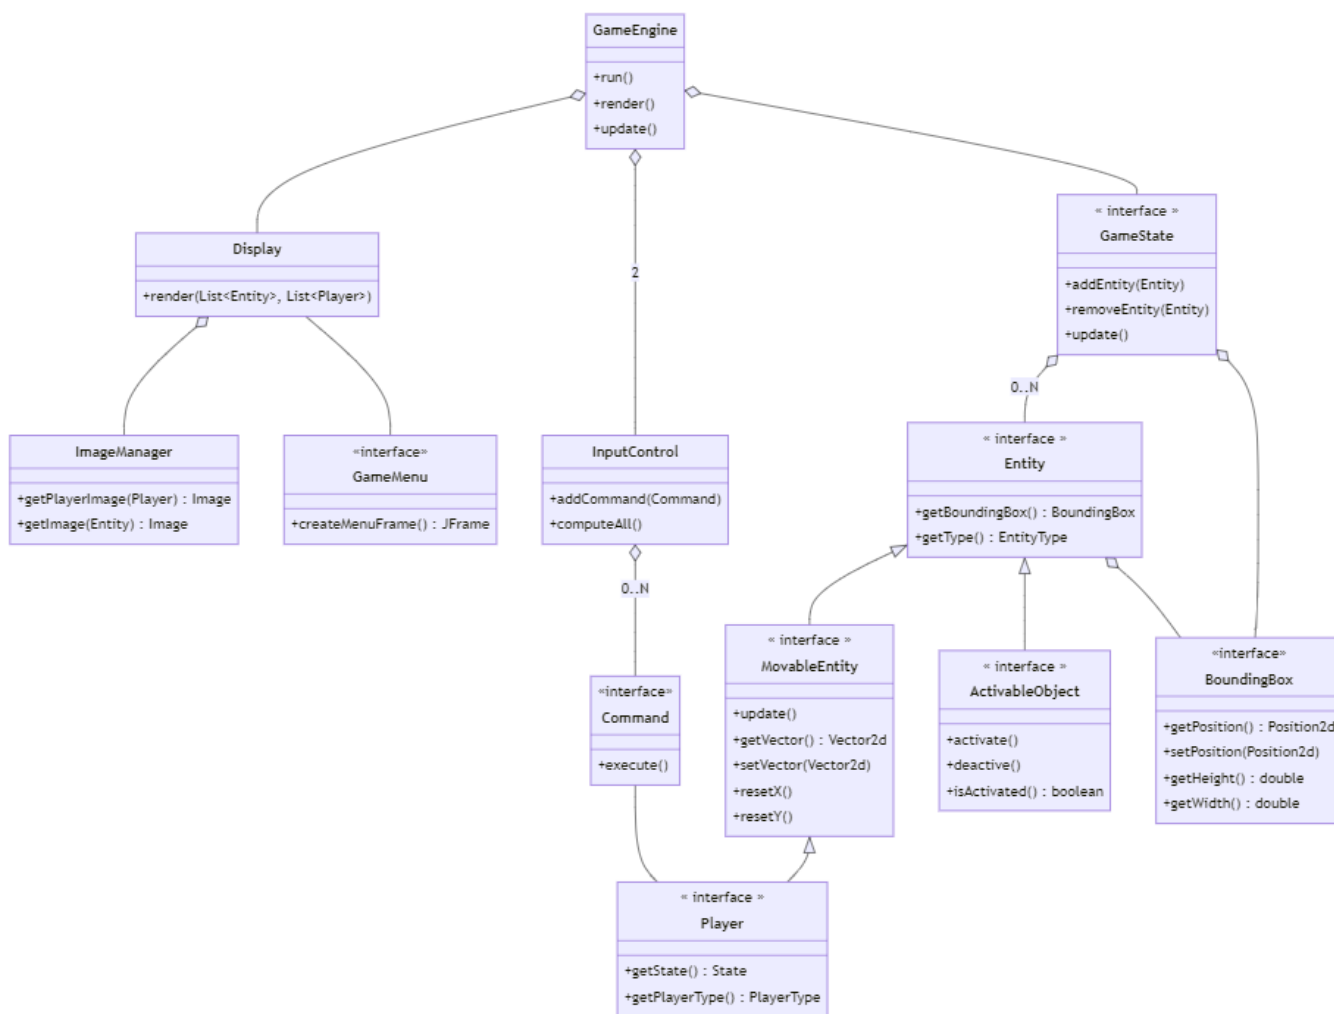 GameEngine
+run()
+render()
+update()
« interface »
GameState
+addEntity(Entity)
+removeEntity(Entity)
+update()
Display
+render(List<Entity>, List<Player>)
2
0..N
ImageManager
+getPlayerImage(Player) : Image
+getImage(Entity) : Image
«interface»
GameMenu
+createMenuFrame() : JFrame
InputControl
+addCommand(Command)
+computeAll()
« interface »
Entity
+getBoundingBox() : BoundingBox
+getType() : EntityType
0..N
«interface»
Command
+execute()
« interface »
MovableEntity
+update()
+getVector() : Vector2d
+setVector(Vector2d)
+resetX()
+resetY()
« interface »
ActivableObject
+activate()
+deactive()
+isActivated() : boolean
«interface»
BoundingBox
+getPosition() : Position2d
+setPosition(Position2d)
+getHeight() : double
+getWidth() : double
« interface »
Player
+getState() : State
+getPlayerType() : PlayerType